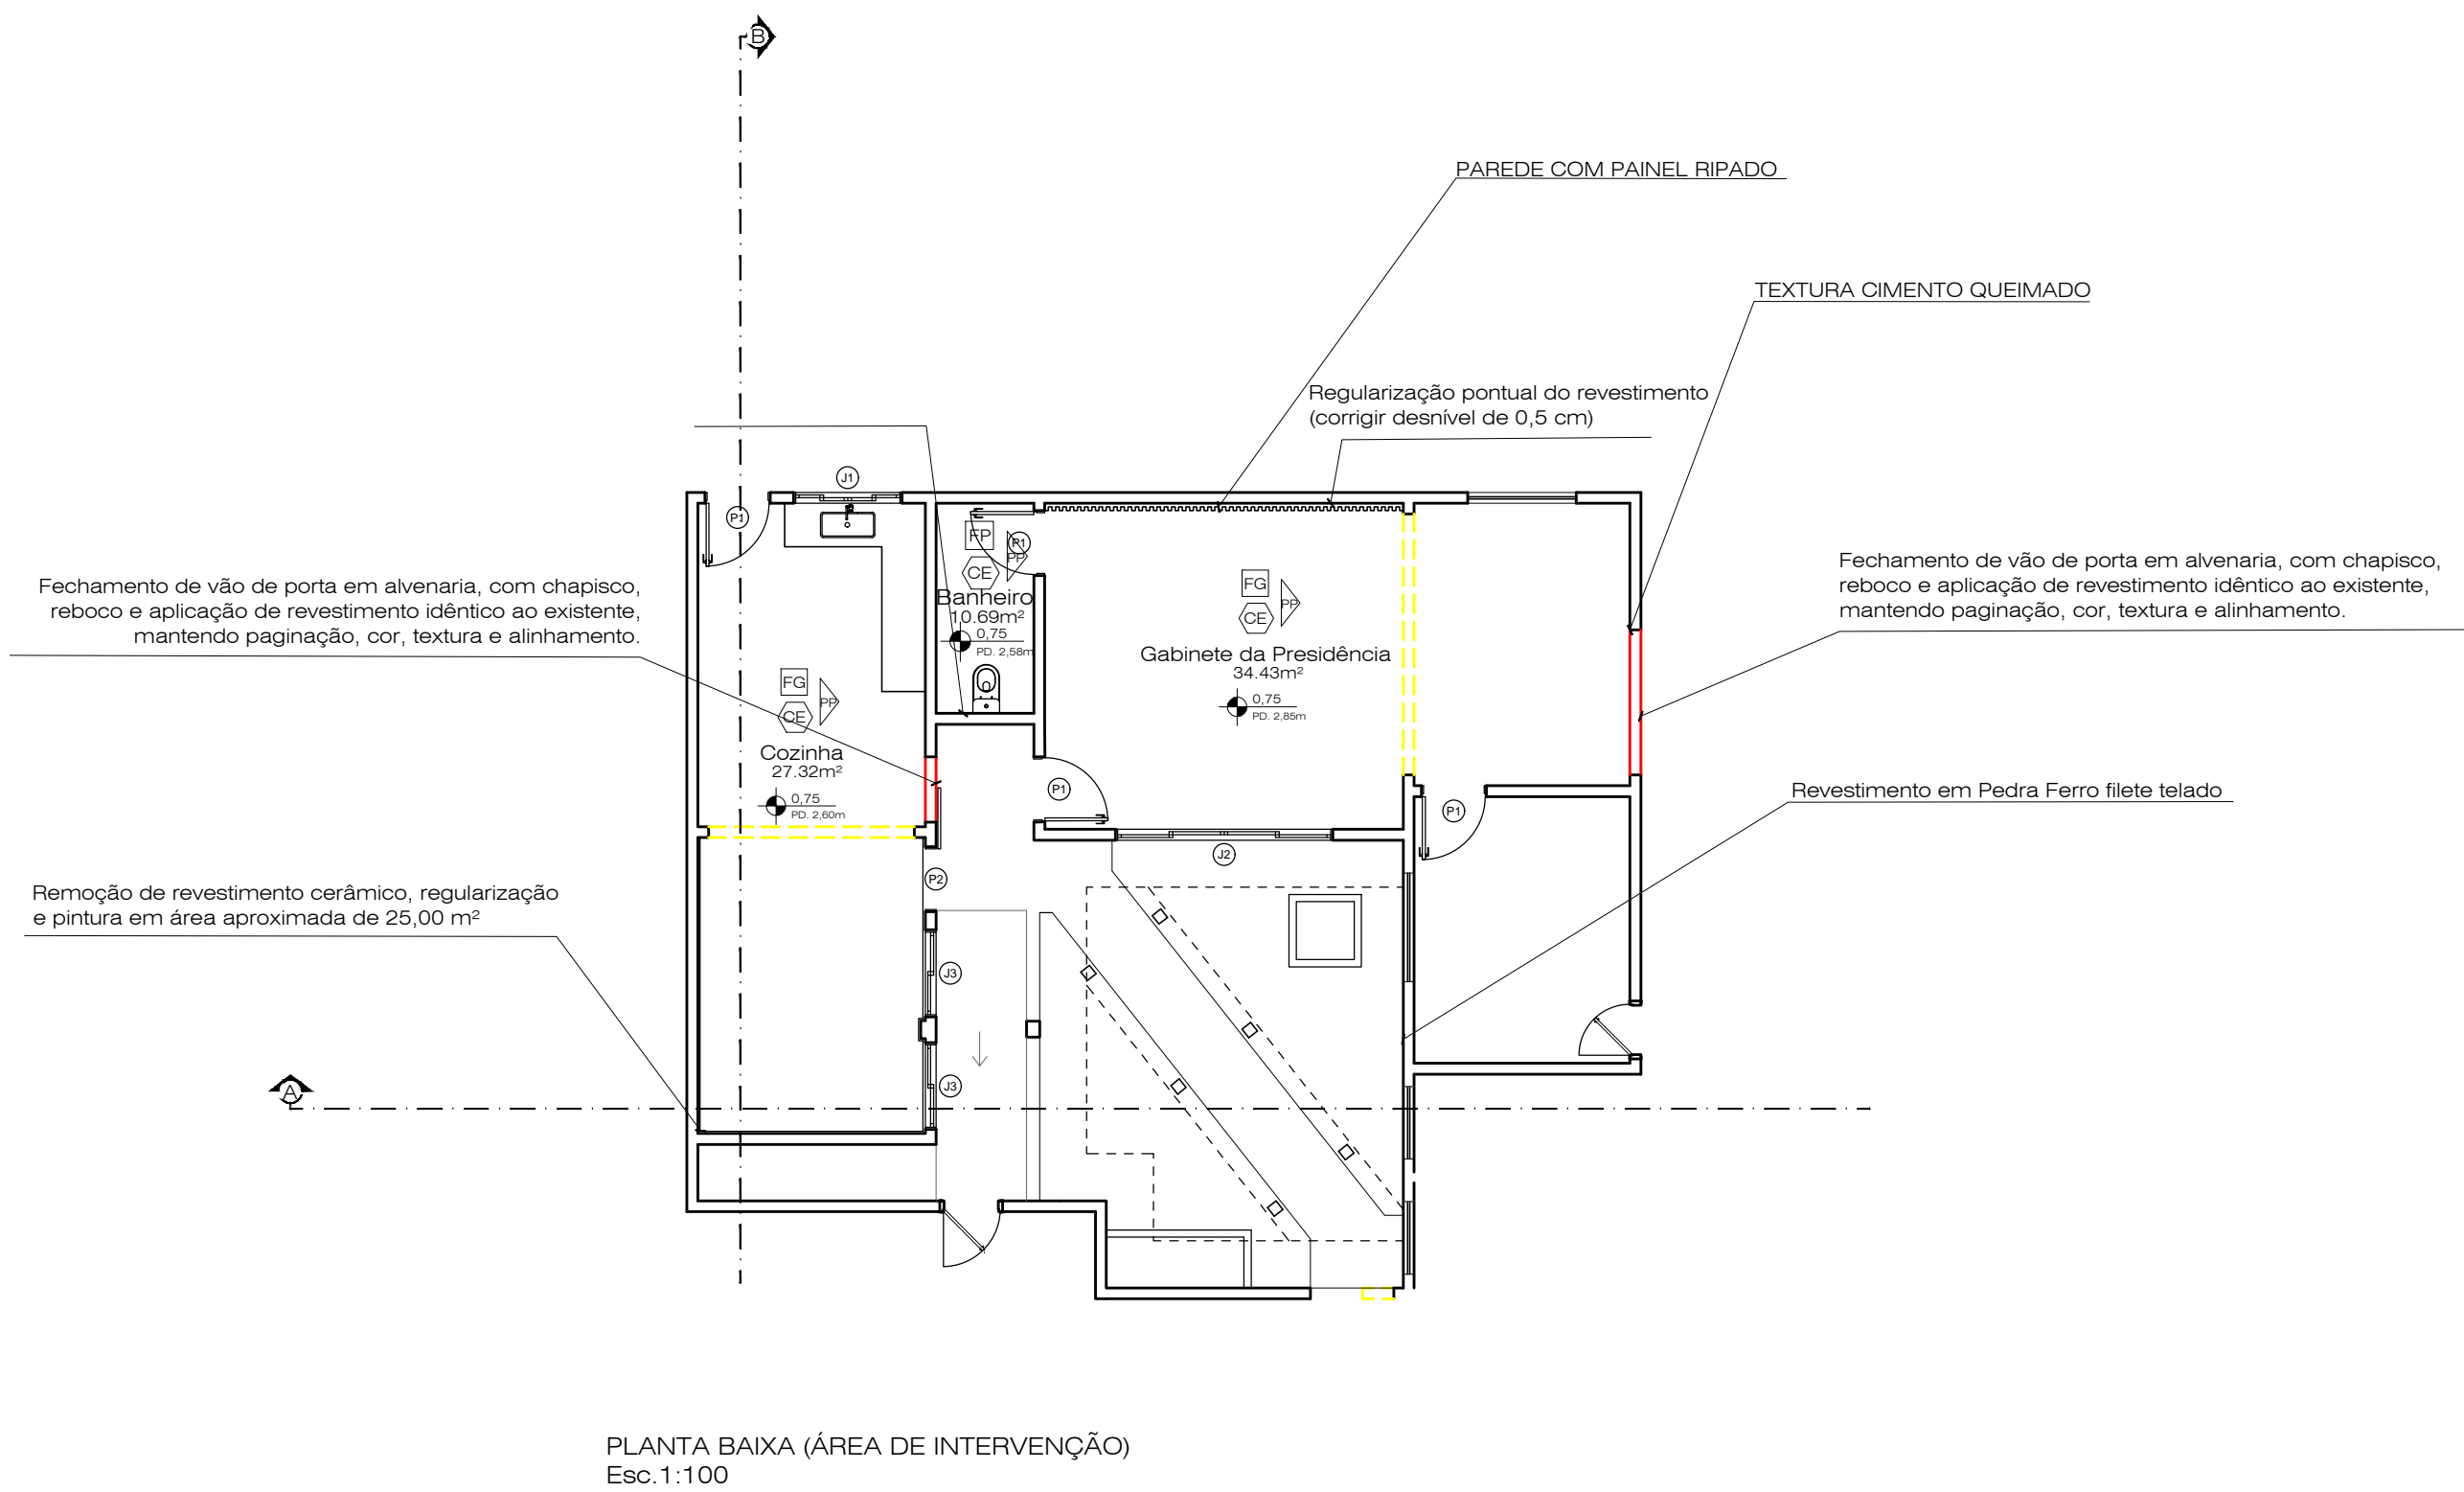 B
PAREDE COM PAINEL RIPADO
TEXTURA CIMENTO QUEIMADO
Regularização pontual do revestimento
(corrigir desnível de 0,5 cm)
J1
P1
FP
P1
PP
CE
Fechamento de vão de porta em alvenaria, com chapisco,
reboco e aplicação de revestimento idêntico ao existente,
mantendo paginação, cor, textura e alinhamento.
Banheiro
10.69m²
0,75
PD. 2,58m
FG
PP
CE
Gabinete da Presidência
34.43m²
0,75
PD. 2,85m
Fechamento de vão de porta em alvenaria, com chapisco,
reboco e aplicação de revestimento idêntico ao existente,
mantendo paginação, cor, textura e alinhamento.
FG
PP
CE
Cozinha
27.32m²
0,75
PD. 2,60m
P1
P1
Revestimento em Pedra Ferro filete telado
J2
P2
Remoção de revestimento cerâmico, regularização
e pintura em área aproximada de 25,00 m²
J3
J3
A
PLANTA BAIXA (ÁREA DE INTERVENÇÃO)
Esc.1:100